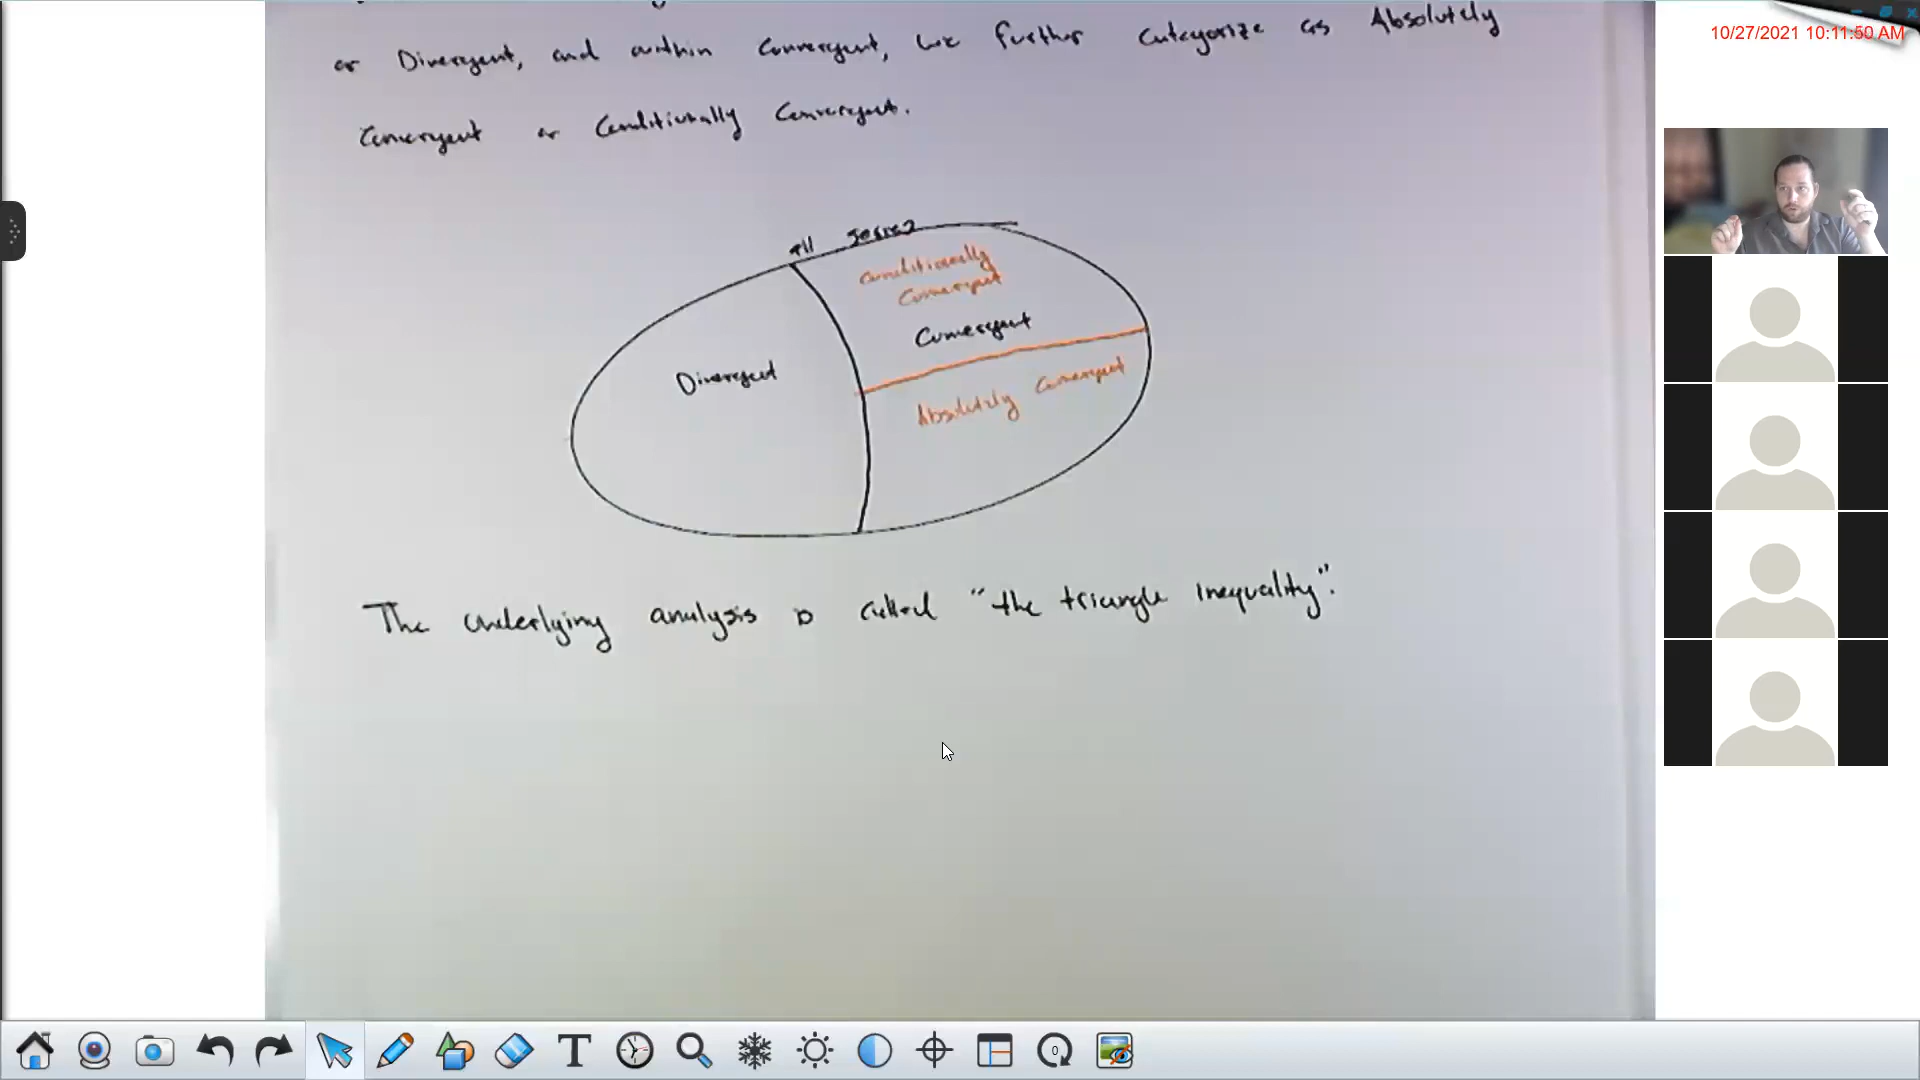 10/27/2021 10:11:50 AM
or Divergent, and within Convergent, we further categorize as Absolutely
Convergent or Conditionally Convergent.
all series
Conditionally
Convergent
Convergent
Divergent
Absolutely Convergent
The underlying analysis is called "the triangle inequality".
T
0